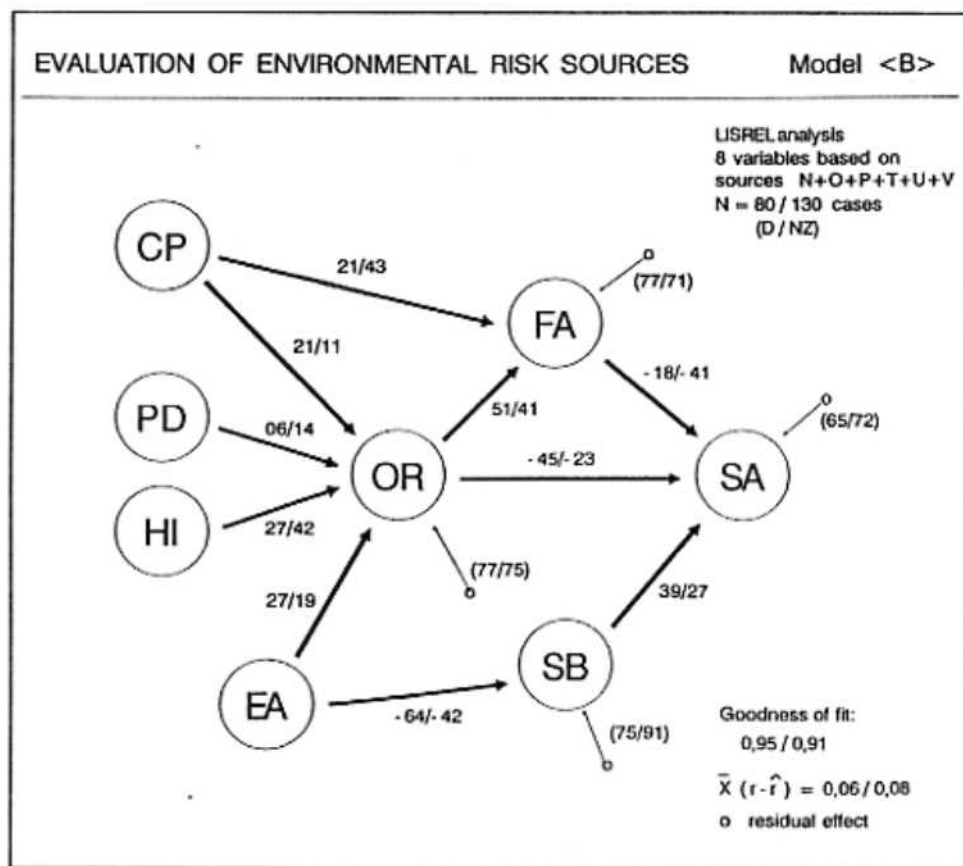 EVALUATION OF ENVIRONMENTAL RISK SOURCES Model <B>
LISREL analysis
8 variables based on
sources N+O+P+T+U+V
N = 80 / 130 cases
(D / NZ)
CP
21/43
(77/71)
FA
21/11
- 18/- 41
PD
51/41
(65/72)
06/14
OR
- 45/- 23
SA
HI
27/42
(77/75)
27/19
39/27
SB
EA
- 64/- 42
(75/91)
Goodness of fit:
0,95 / 0,91
X̄ (r - r̂) = 0,06 / 0,08
o residual effect